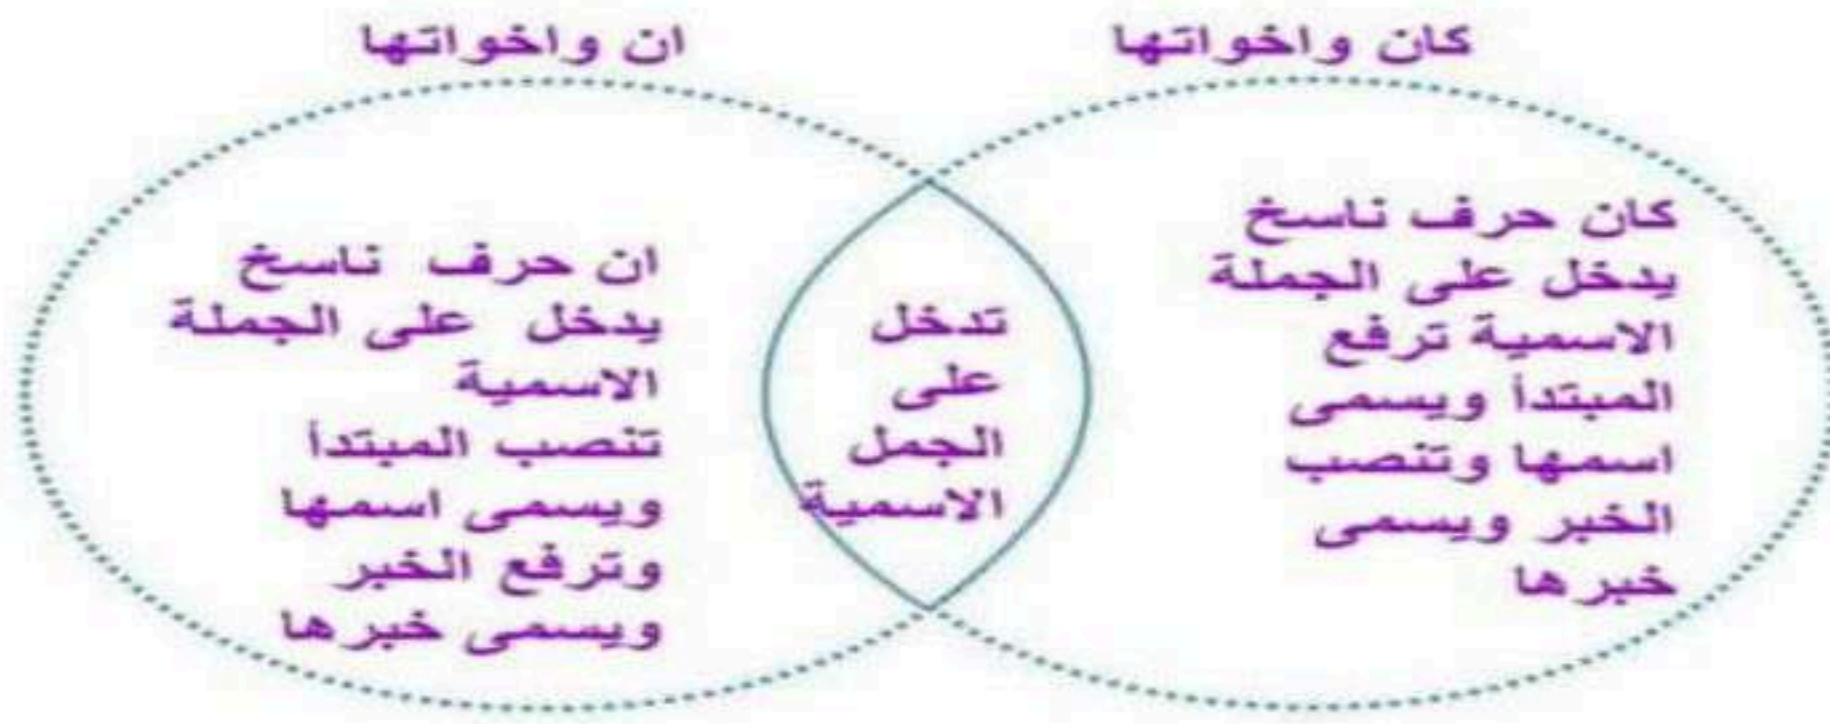 كان واخواتها
ان واخواتها
كان حرف ناسخ
يدخل على الجملة
الاسمية ترفع
المبتدأ ويسمى
اسمها وتنصب
الخبر ويسمى
خبرها
تدخل
على
الجمل
الاسمية
ان حرف ناسخ
يدخل على الجملة
الاسمية
تنصب المبتدأ
ويسمى اسمها
وترفع الخبر
ويسمى خبرها